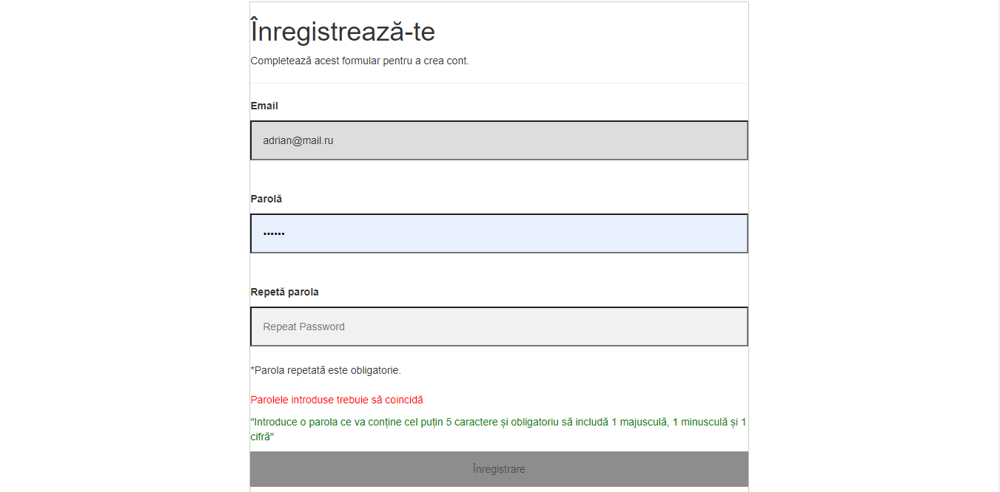 Înregistrează-te
Completează acest formular pentru a crea cont.
Email
adrian@mail.ru
Parolă
••••••
Repetă parola
Repeat Password
*Parola repetată este obligatorie.
Parolele introduse trebuie să coincidă
"Introduce o parola ce va conține cel puțin 5 caractere și obligatoriu să includă 1 majusculă, 1 minusculă și 1
cifră"
Înregistrare